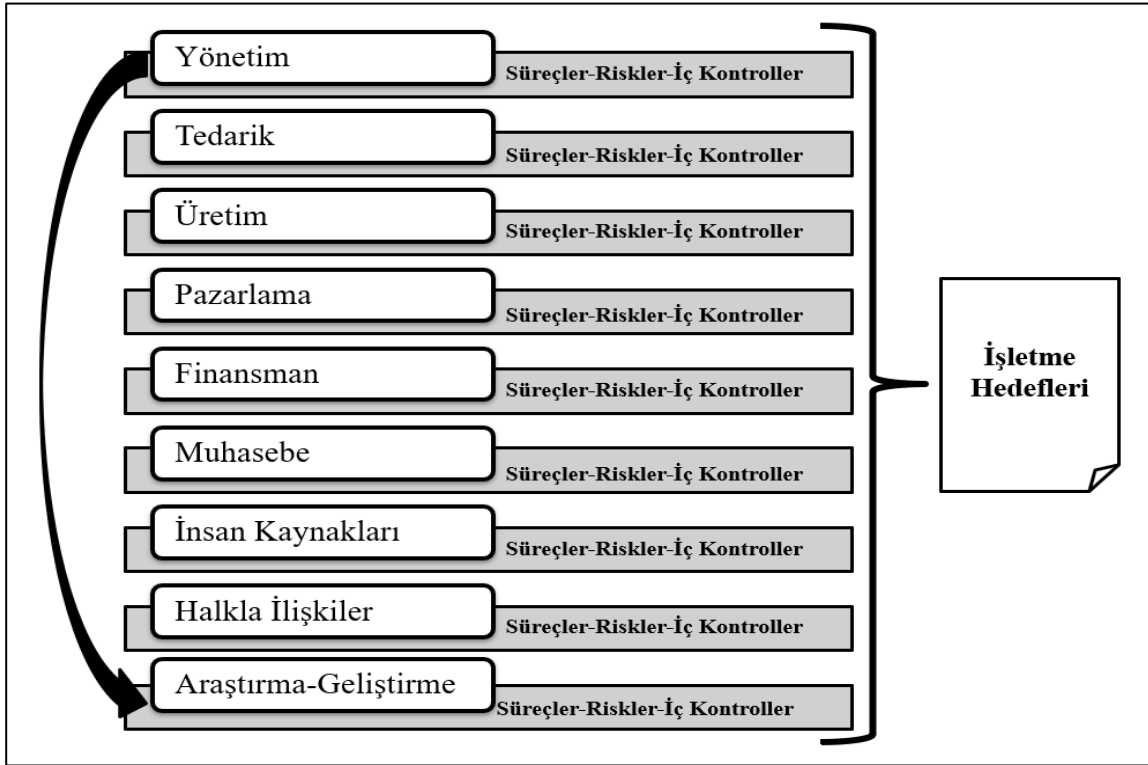 Yönetim
Süreçler-Riskler-İç Kontroller
Tedarik
Süreçler-Riskler-İç Kontroller
Üretim
Süreçler-Riskler-İç Kontroller
Pazarlama
Süreçler-Riskler-İç Kontroller
Finansman
Süreçler-Riskler-İç Kontroller
Muhasebe
Süreçler-Riskler-İç Kontroller
İnsan Kaynakları
Süreçler-Riskler-İç Kontroller
Halkla İlişkiler
Süreçler-Riskler-İç Kontroller
Araştırma-Geliştirme
Süreçler-Riskler-İç Kontroller
İşletme
Hedefleri